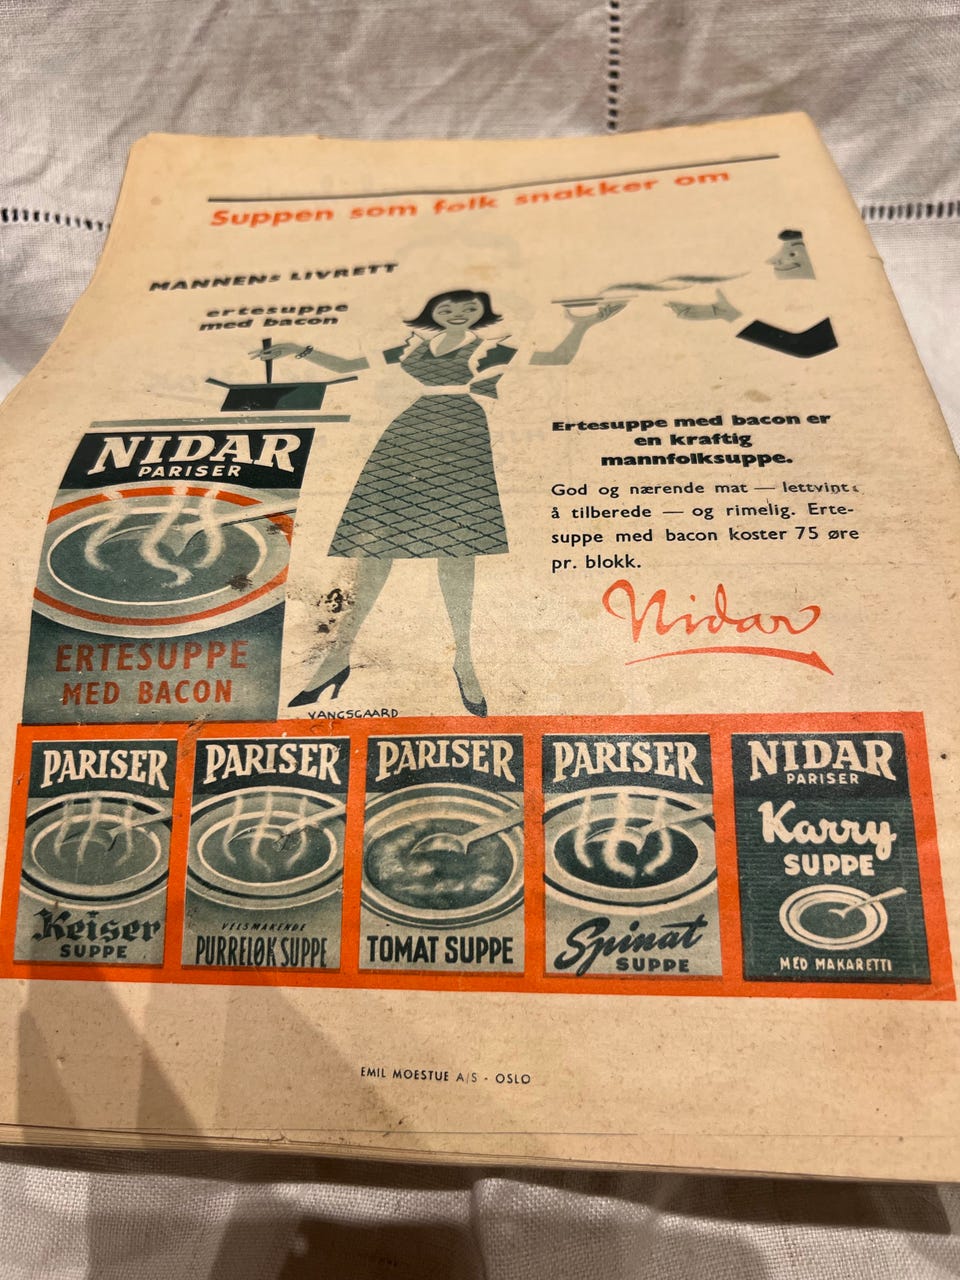 Suppen som folk snakker om
MANNENS LIVRETT
ertesuppe
med bacon
NIDAR
PARISER
ERTESUPPE
MED BACON
Ertesuppe med bacon er
en kraftig
mannfolksuppe.
God og nærende mat — lettvint
å tilberede — og rimelig. Erte-
suppe med bacon koster 75 øre
pr. blokk.
Nidar
VANGSGAARD
PARISER
Keiser
SUPPE
PARISER
VELSMAKENDE
PURRELØK SUPPE
PARISER
TOMAT SUPPE
PARISER
Spinat
SUPPE
NIDAR
PARISER
Karry
SUPPE
MED MAKARETTI
EMIL MOESTUE A/S - OSLO